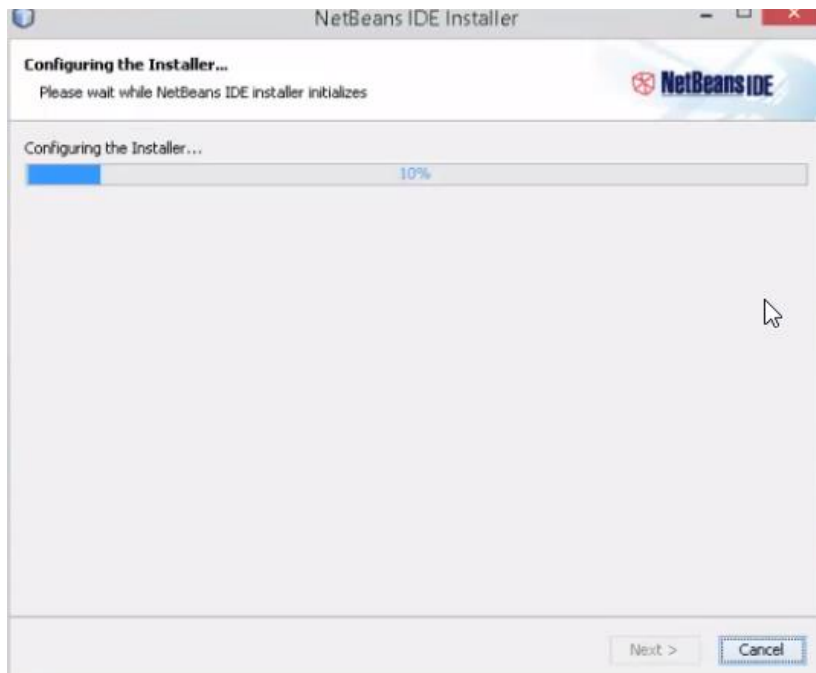 NetBeans IDE Installer
Configuring the Installer...
Please wait while NetBeans IDE installer initializes
NetBeans IDE
Configuring the Installer...
10%
Next >
Cancel